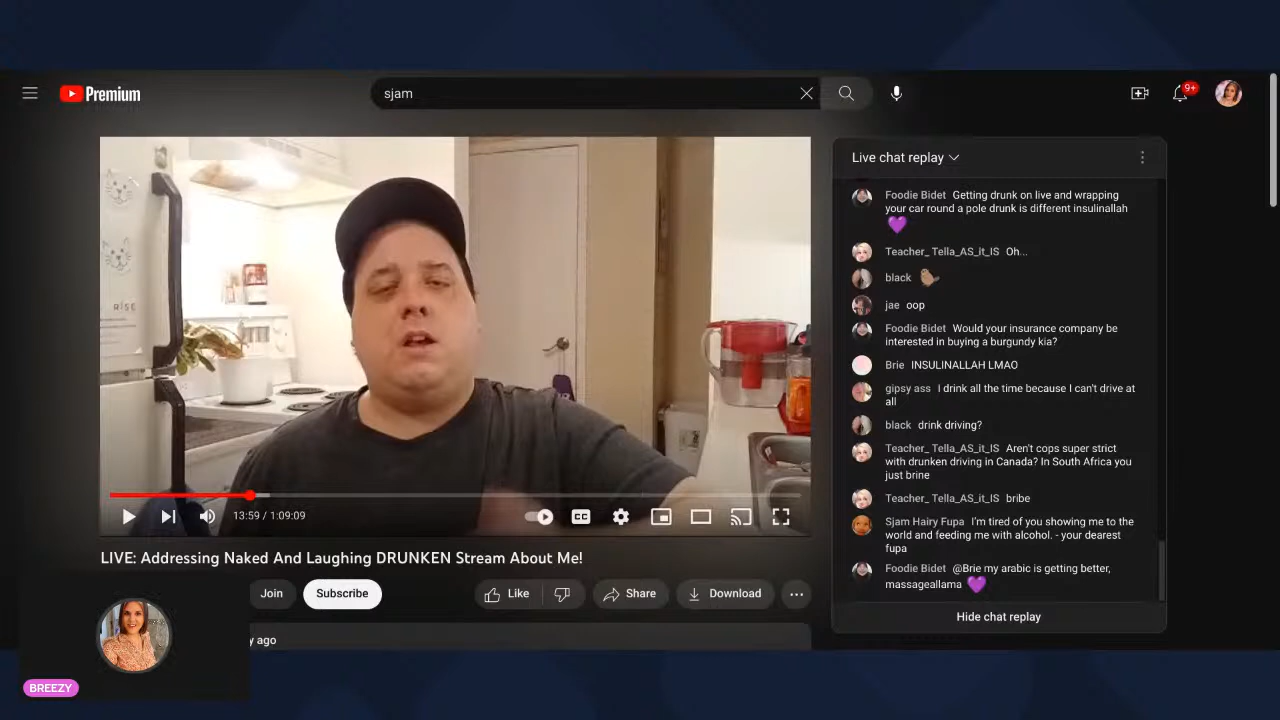 Premium
sjam
9+
Live chat replay
Foodie Bidet Getting drunk on live and wrapping
your car round a pole drunk is different insulinallah
Teacher_ Tella_AS_it_IS Oh...
black
jae oop
Foodie Bidet Would your insurance company be
interested in buying a burgundy kia?
Brie INSULINALLAH LMAO
gipsy ass I drink all the time because I can't drive at
all
black drink driving?
Teacher_ Tella_AS_it_IS Aren't cops super strict
with drunken driving in Canada? In South Africa you
just brine
Teacher_ Tella_AS_it_IS bribe
Sjam Hairy Fupa I'm tired of you showing me to the
world and feeding me with alcohol. - your dearest
fupa
Foodie Bidet @Brie my arabic is getting better,
massageallama
Hide chat replay
RISE
13:59 / 1:09:09
CC
LIVE: Addressing Naked And Laughing DRUNKEN Stream About Me!
Join
Subscribe
Like
Share
Download
y ago
BREEZY